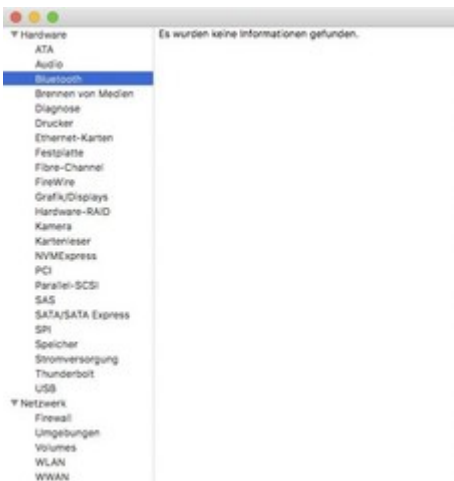 Hardware
ATA
Audio
Bluetooth
Brennen von Medien
Diagnose
Drucker
Ethernet-Karten
Festplatte
Fibre-Channel
FireWire
Grafik/Displays
Hardware-RAID
Kamera
Kartenleser
NVMExpress
PCI
Parallel-SCSI
SAS
SATA/SATA Express
SPI
Speicher
Stromversorgung
Thunderbolt
USB
Netzwerk
Firewall
Umgebungen
Volumes
WLAN
WWAN
Es wurden keine Informationen gefunden.